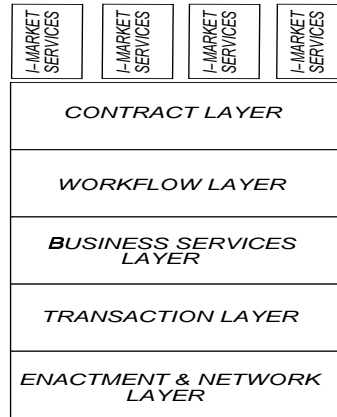 I-MARKET
SERVICES
I-MARKET
SERVICES
I-MARKET
SERVICES
I-MARKET
SERVICES
CONTRACT LAYER
WORKFLOW LAYER
BUSINESS SERVICES
LAYER
TRANSACTION LAYER
ENACTMENT & NETWORK
LAYER